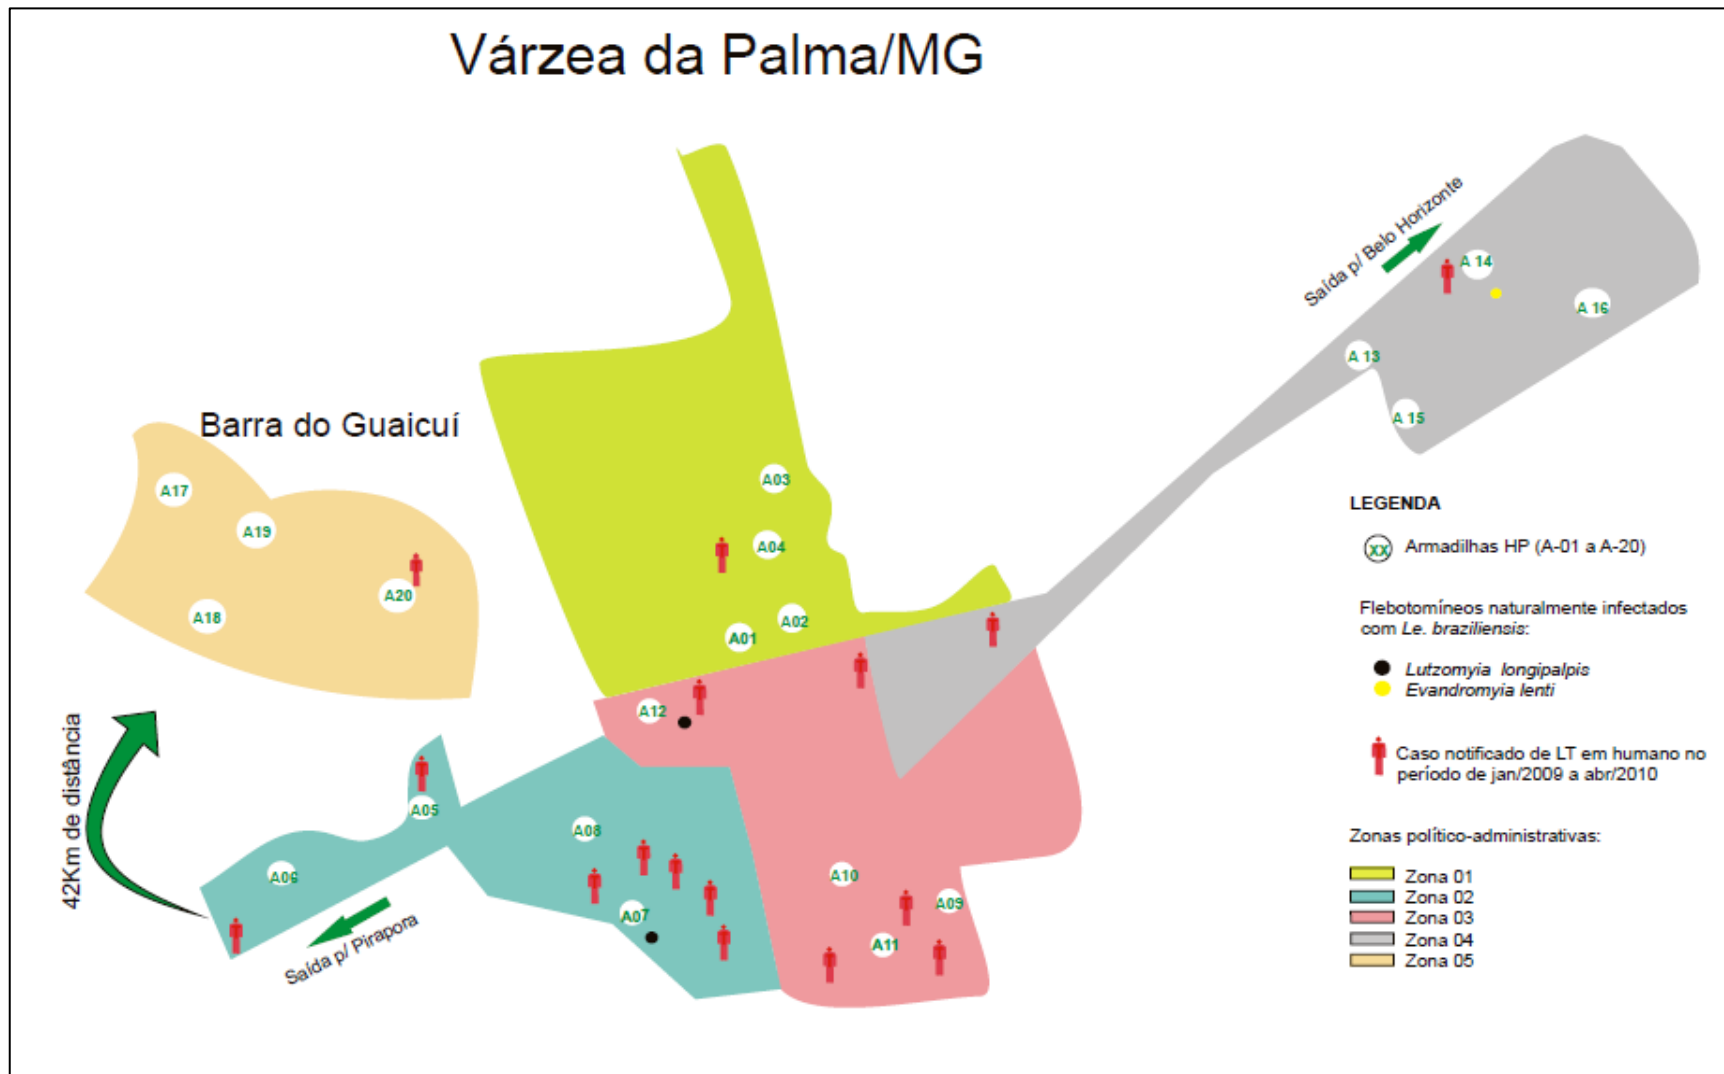 Várzea da Palma/MG
Saída p/ Belo Horizonte
A 14
A 16
A 13
A 15
Barra do Guaicuí
A17
A19
A18
A20
A03
A04
A02
A01
A12
42Km de distância
A05
A06
A08
A07
Saída p/ Pirapora
A10
A09
A11
LEGENDA
XX Armadilhas HP (A-01 a A-20)
Flebotomíneos naturalmente infectados
com Le. braziliensis:
Lutzomyia longipalpis
Evandromyia lenti
Caso notificado de LT em humano no
período de jan/2009 a abr/2010
Zonas político-administrativas:
Zona 01
Zona 02
Zona 03
Zona 04
Zona 05